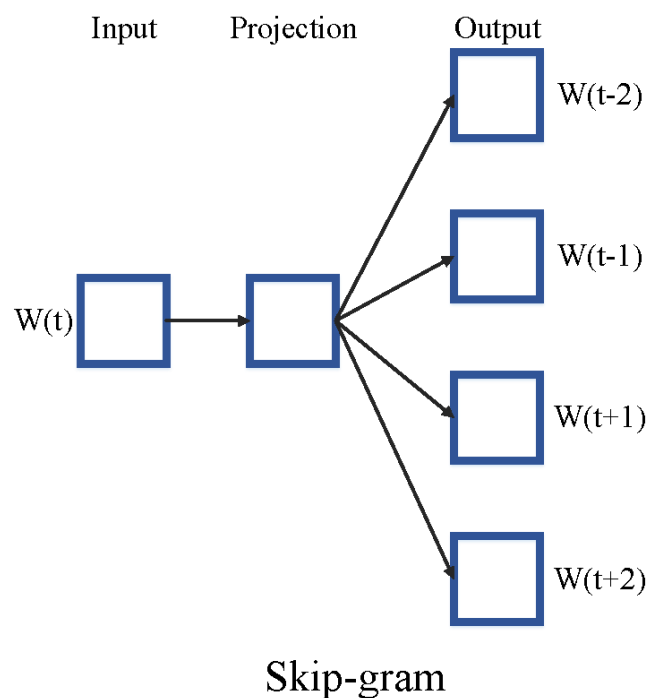 Input Projection Output
W(t-2)
W(t-1)
W(t)
W(t+1)
W(t+2)
Skip-gram